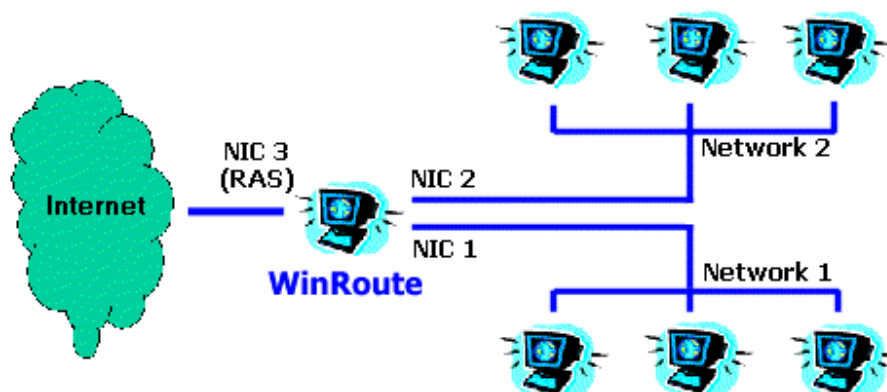 Internet
NIC 3
(RAS)
WinRoute
NIC 2
NIC 1
Network 2
Network 1